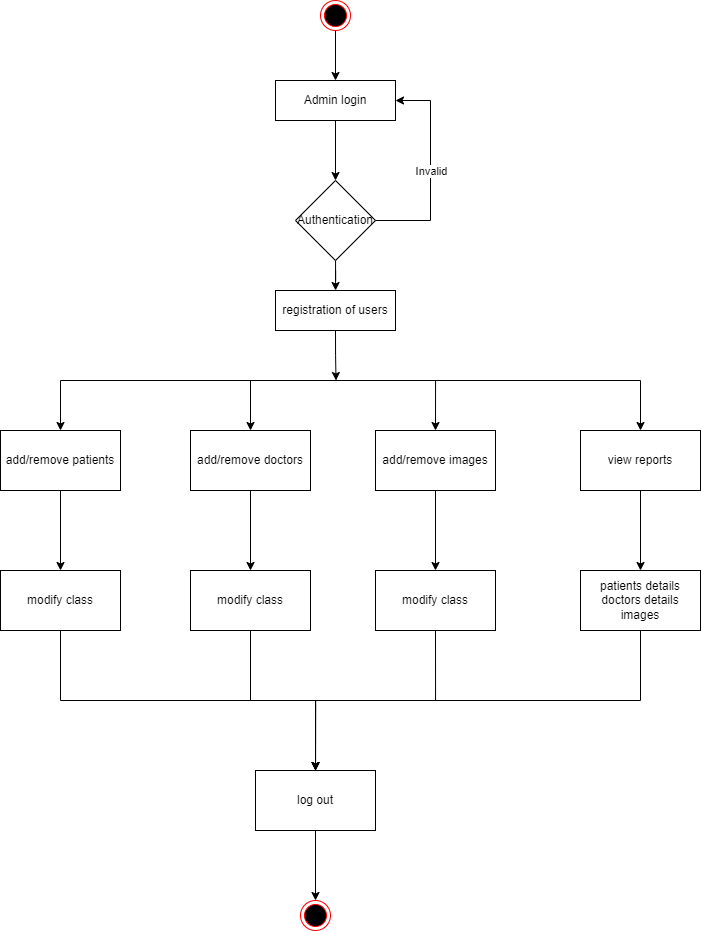 Admin login
Invalid
Authentication
registration of users
add/remove patients
add/remove doctors
add/remove images
view reports
modify class
modify class
modify class
patients details
doctors details
images
log out